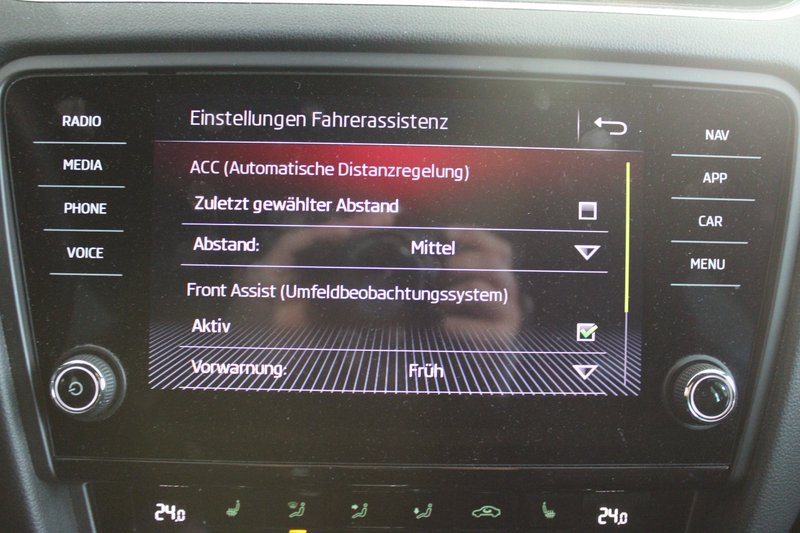 Einstellungen Fahrerassistenz
RADIO
MEDIA
PHONE
VOICE
ACC (Automatische Distanzregelung)
Zuletzt gewählter Abstand
Abstand: Mittel
Front Assist (Umfeldbeobachtungssystem)
Aktiv
Vorwarnung: Früh
NAV
APP
CAR
MENU
24.0
24.0